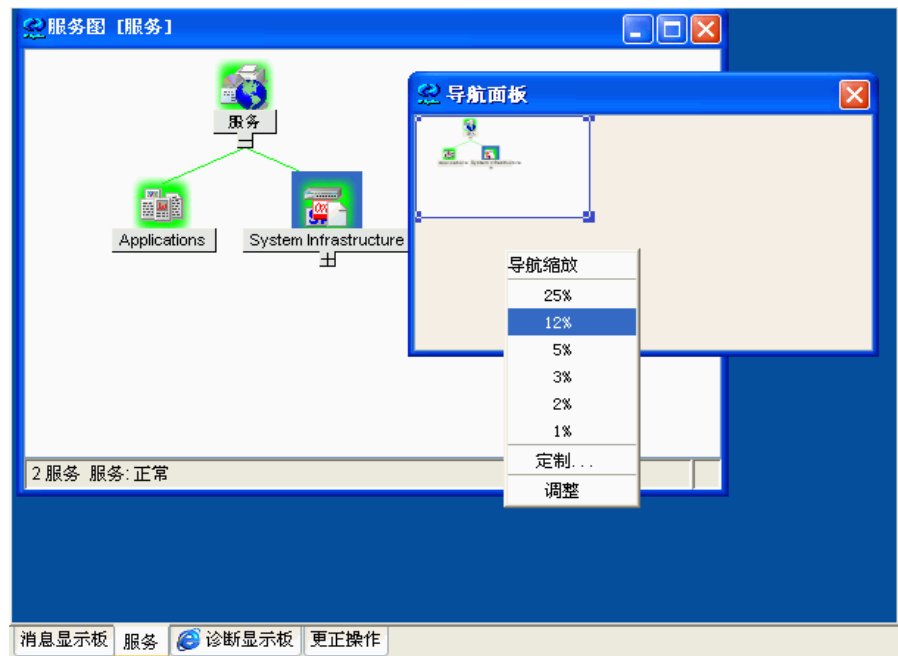 服务图 [服务]
服务
Applications
System Infrastructure
导航面板
导航缩放
25%
12%
5%
3%
2%
1%
定制...
调整
2 服务 服务: 正常
消息显示板 服务 诊断显示板 更正操作